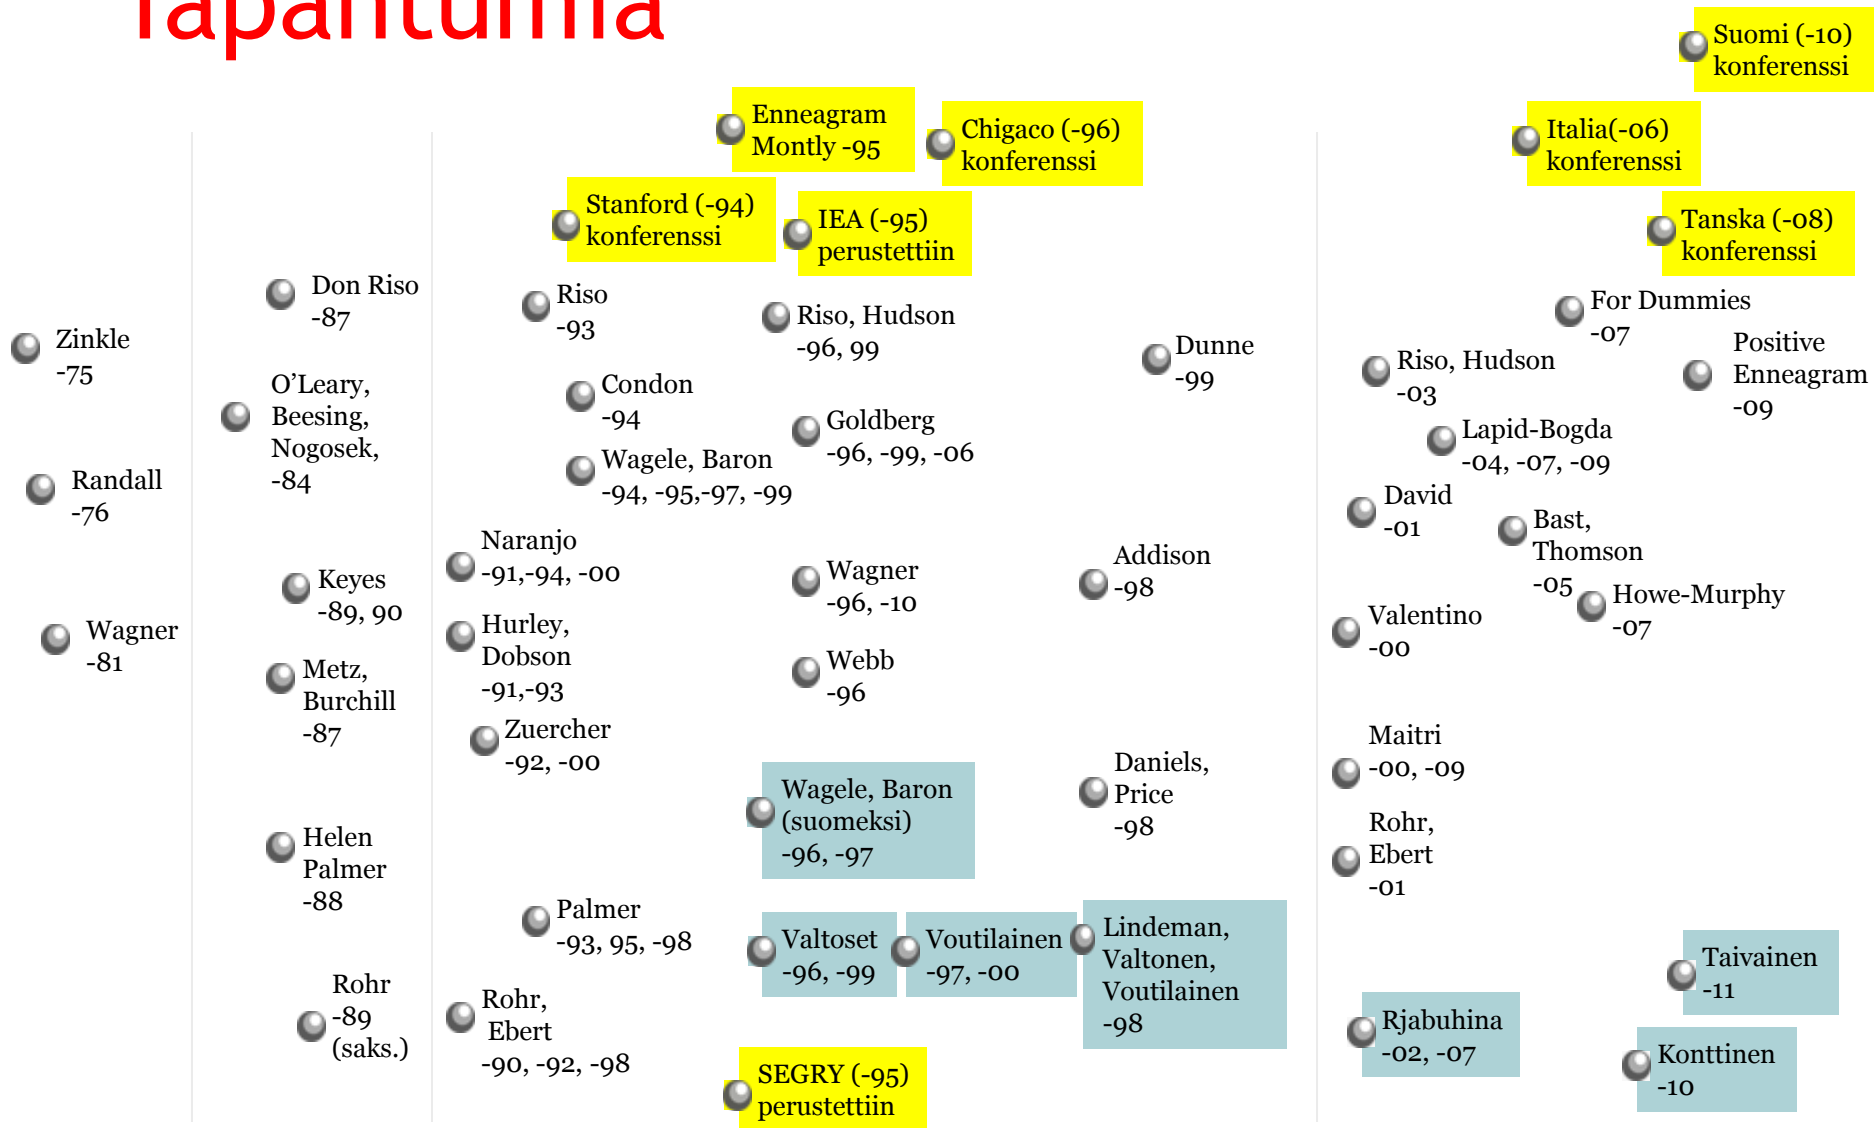 Tapahtumia
Suomi (-10)
konferenssi
Enneagram
Montly -95
Chigaco (-96)
konferenssi
Italia(-06)
konferenssi
Stanford (-94)
konferenssi
IEA (-95)
perustettiin
Tanska (-08)
konferenssi
Zinkle
-75
Randall
-76
Wagner
-81
Don Riso
-87
O’Leary,
Beesing,
Nogosek,
-84
Keyes
-89, 90
Metz,
Burchill
-87
Helen
Palmer
-88
Rohr
-89
(saks.)
Riso
-93
Condon
-94
Wagele, Baron
-94, -95,-97, -99
Naranjo
-91,-94, -00
Hurley,
Dobson
-91,-93
Zuercher
-92, -00
Palmer
-93, 95, -98
Rohr,
Ebert
-90, -92, -98
Riso, Hudson
-96, 99
Goldberg
-96, -99, -06
Wagner
-96, -10
Webb
-96
Wagele, Baron
(suomeksi)
-96, -97
Valtoset
-96, -99
Voutilainen
-97, -00
SEGRY (-95)
perustettiin
Dunne
-99
Addison
-98
Daniels,
Price
-98
Lindeman,
Valtonen,
Voutilainen
-98
For Dummies
-07
Positive
Enneagram
-09
Riso, Hudson
-03
Lapid-Bogda
-04, -07, -09
David
-01
Bast,
Thomson
-05
Howe-Murphy
-07
Valentino
-00
Maitri
-00, -09
Rohr,
Ebert
-01
Taivainen
-11
Rjabuhina
-02, -07
Konttinen
-10